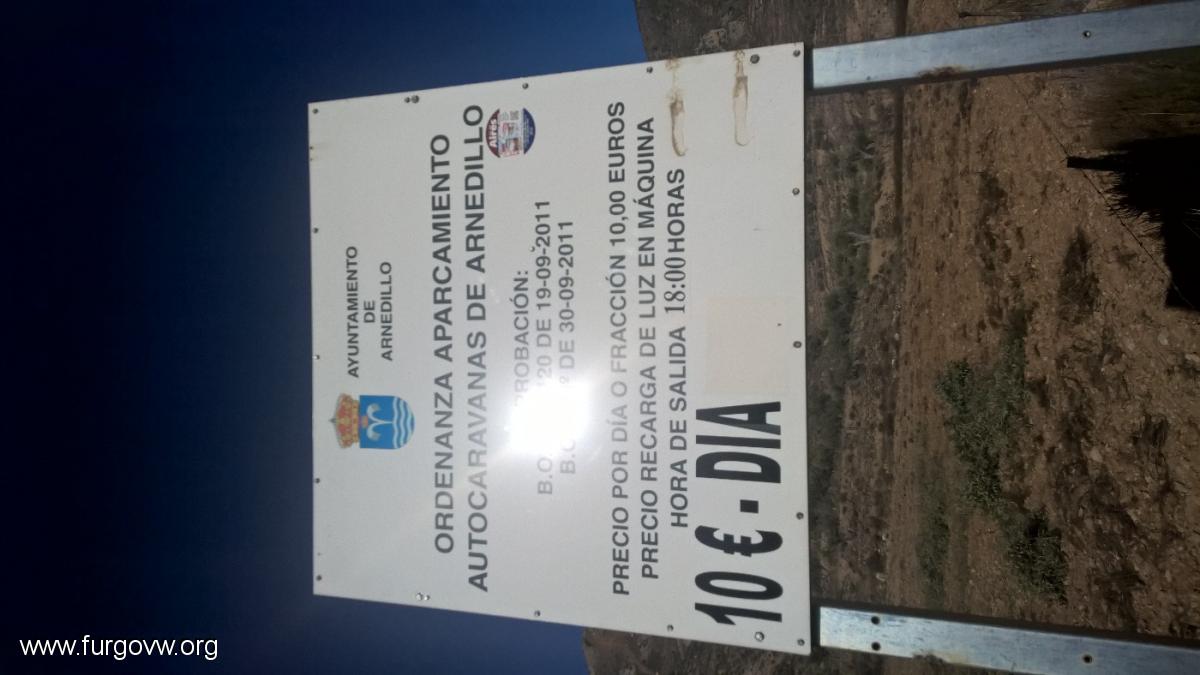 AYUNTAMIENTO
DE
ARNEDILLO
ORDENANZA APARCAMIENTO
AUTOCARAVANAS DE ARNEDILLO
Aires
B.O. DE 19-09-2011
DE 30-09-2011
PRECIO POR DÍA O FRACCIÓN 10,00 EUROS
PRECIO RECARGA DE LUZ EN MÁQUINA
HORA DE SALIDA 18:00 HORAS
10 € - DIA
www.furgovw.org